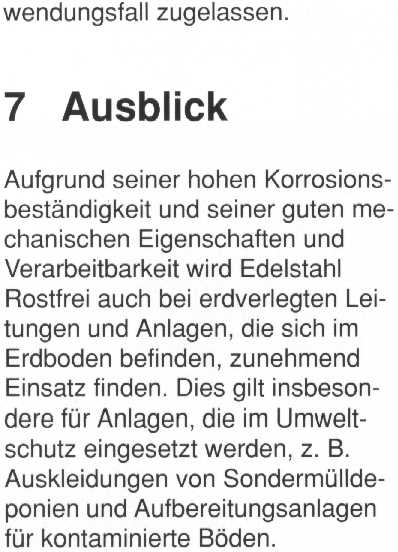 wendungsfall zugelassen.
7 Ausblick
Aufgrund seiner hohen Korrosions-
beständigkeit und seiner guten me-
chanischen Eigenschaften und
Verarbeitbarkeit wird Edelstahl
Rostfrei auch bei erdverlegten Lei-
tungen und Anlagen, die sich im
Erdboden befinden, zunehmend
Einsatz finden. Dies gilt insbeson-
dere für Anlagen, die im Umwelt-
schutz eingesetzt werden, z. B.
Auskleidungen von Sondermüllde-
ponien und Aufbereitungsanlagen
für kontaminierte Böden.